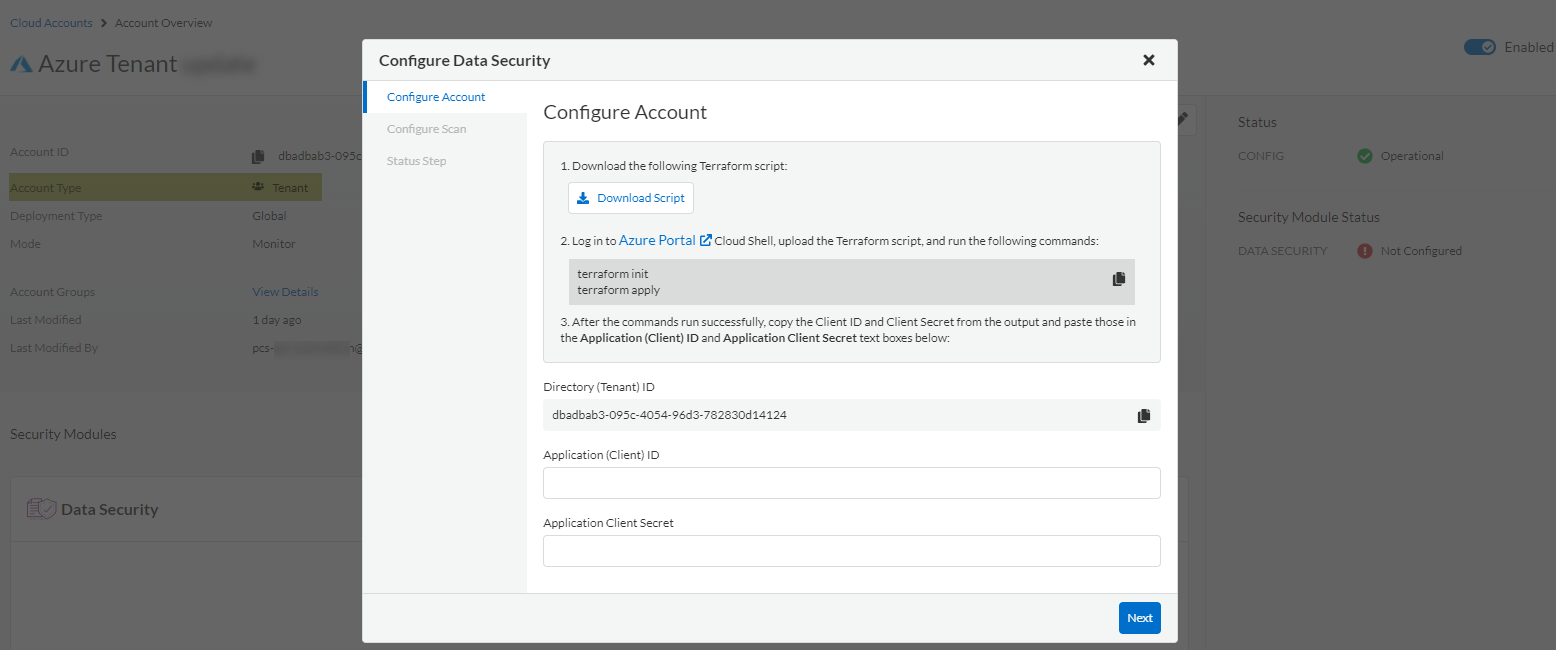 Cloud Accounts > Account Overview
Azure Tenant
Enabled
Account ID dbadbab3-095c
Account Type Tenant
Deployment Type Global
Mode Monitor
Account Groups View Details
Last Modified 1 day ago
Last Modified By pcs-
Security Modules
Data Security
Configure Data Security
Configure Account
Configure Scan
Status Step
Configure Account
1. Download the following Terraform script:
Download Script
2. Log in to Azure Portal Cloud Shell, upload the Terraform script, and run the following commands:
terraform init
terraform apply
3. After the commands run successfully, copy the Client ID and Client Secret from the output and paste those in
the Application (Client) ID and Application Client Secret text boxes below:
Directory (Tenant) ID
dbadbab3-095c-4054-96d3-782830d14124
Application (Client) ID
Application Client Secret
Next
Status
CONFIG Operational
Security Module Status
DATA SECURITY Not Configured